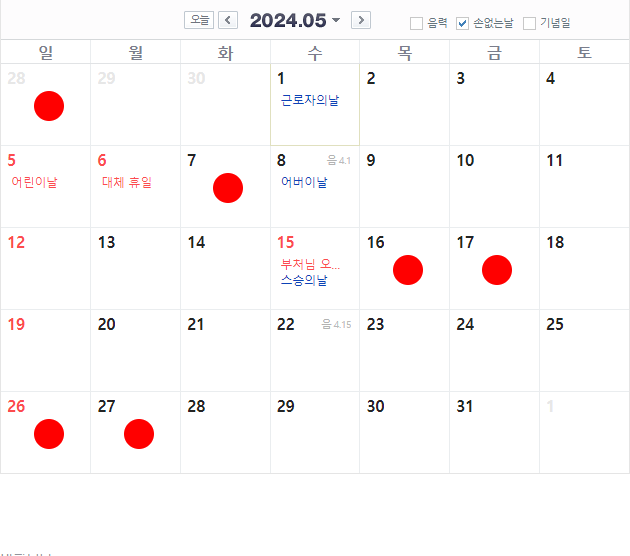 오늘 2024.05 음력 손없는날 기념일
일 월 화 수 목 금 토
28 29 30 1 2 3 4
근로자의날
5 6 7 8 음 4.1 9 10 11
어린이날 대체 휴일 어버이날
12 13 14 15 16 17 18
부처님 오...
스승의날
19 20 21 22 음 4.15 23 24 25
26 27 28 29 30 31 1